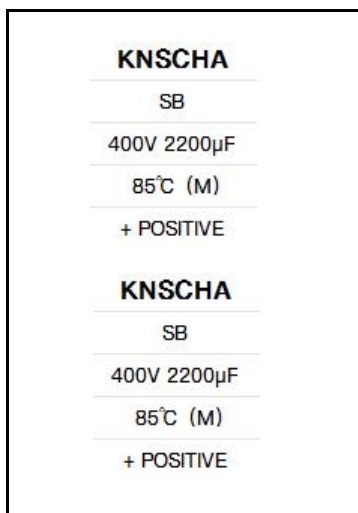 KNSCHA
SB
400V 2200μF
85℃ (M)
+ POSITIVE
KNSCHA
SB
400V 2200μF
85℃ (M)
+ POSITIVE